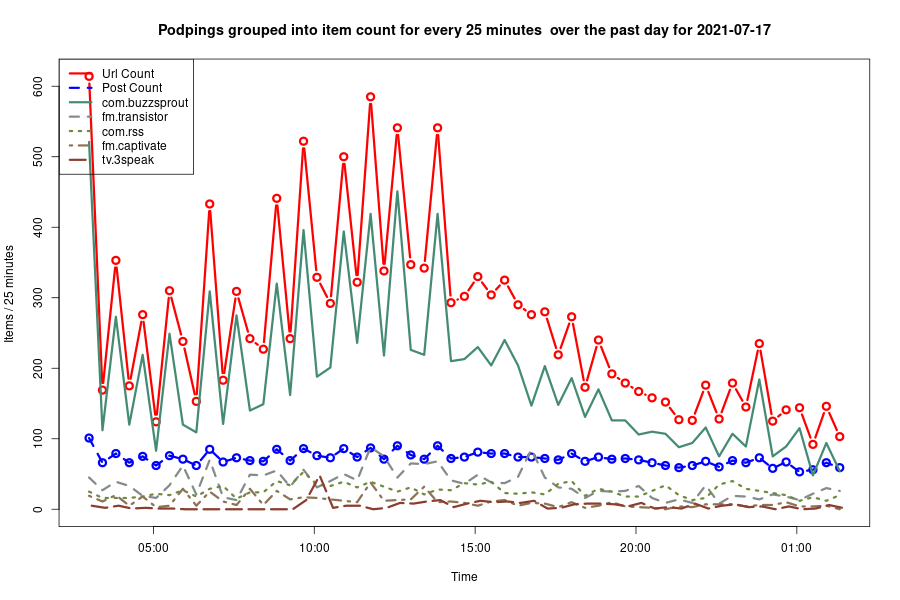 Podpings grouped into item count for every 25 minutes  over the past day for 2021-07-17
Url Count
Post Count
com.buzzsprout
fm.transistor
com.rss
fm.captivate
tv.3speak
Items / 25 minutes
600
500
400
300
200
100
0
05:00
10:00
15:00
20:00
01:00
Time